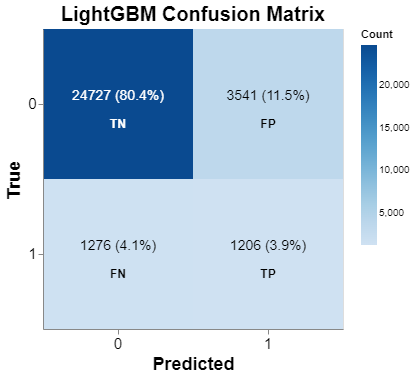 LightGBM Confusion Matrix
Count
20,000
15,000
10,000
5,000
True
0
24727 (80.4%)
TN
3541 (11.5%)
FP
1
1276 (4.1%)
FN
1206 (3.9%)
TP
0
1
Predicted